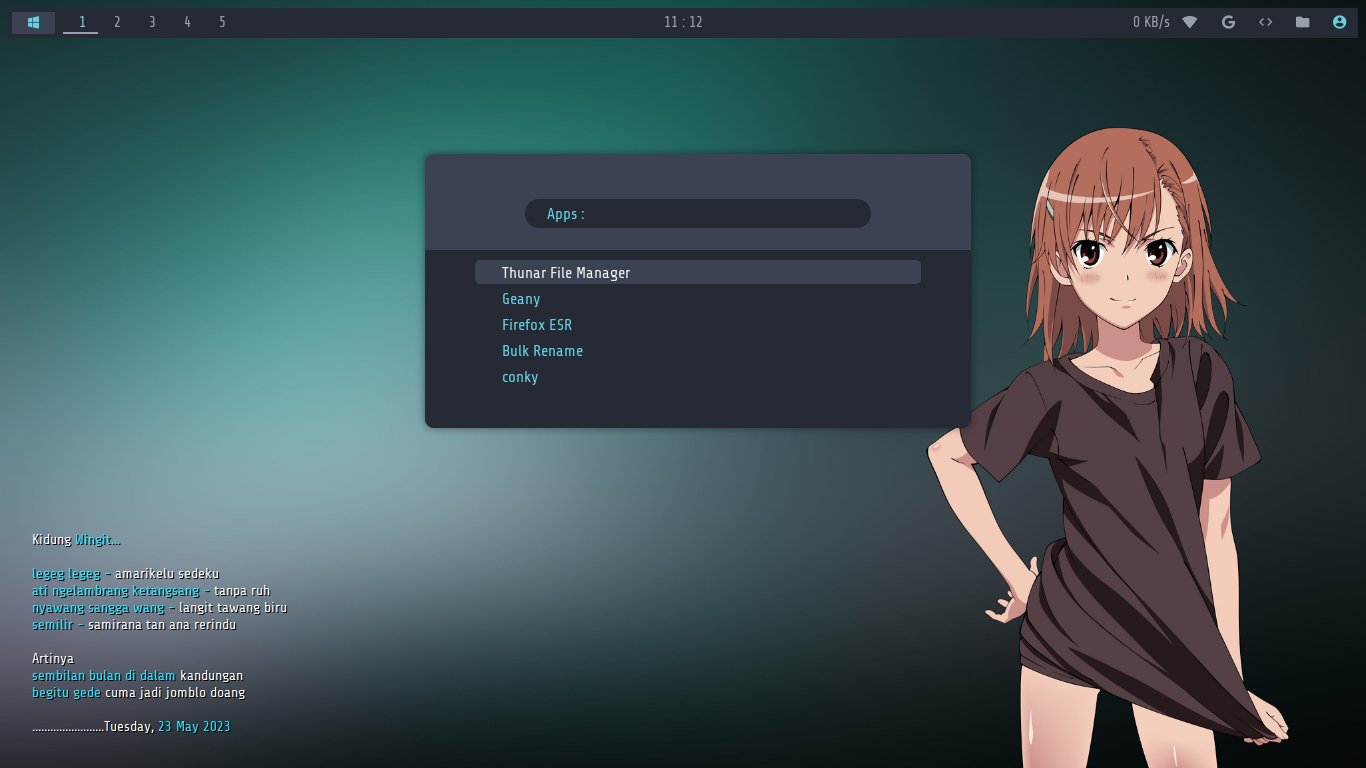 1 2 3 4 5 11 : 12 0 KB/s
Apps :
Thunar File Manager
Geany
Firefox ESR
Bulk Rename
conky
Kidung Wingit...
legeg legeg - amarikelu sedeku
ati ngelambrang ketangsang - tanpa ruh
nyawang sangga wang - langit tawang biru
semilir - samirana tan ana rerindu
Artinya
sembilan bulan di dalam kandungan
begitu gede cuma jadi jomblo doang
........................Tuesday, 23 May 2023